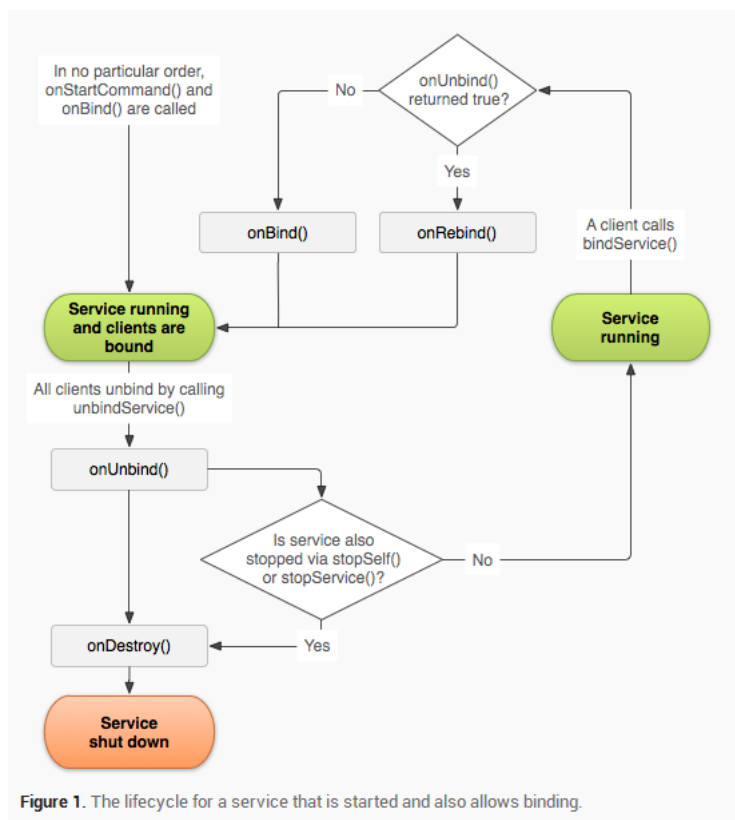 In no particular order,
onStartCommand() and
onBind() are called
onUnbind()
returned true?
No
Yes
onBind()
onRebind()
A client calls
bindService()
Service running
and clients are
bound
Service
running
All clients unbind by calling
unbindService()
onUnbind()
Is service also
stopped via stopSelf()
or stopService()?
No
Yes
onDestroy()
Service
shut down
Figure 1. The lifecycle for a service that is started and also allows binding.